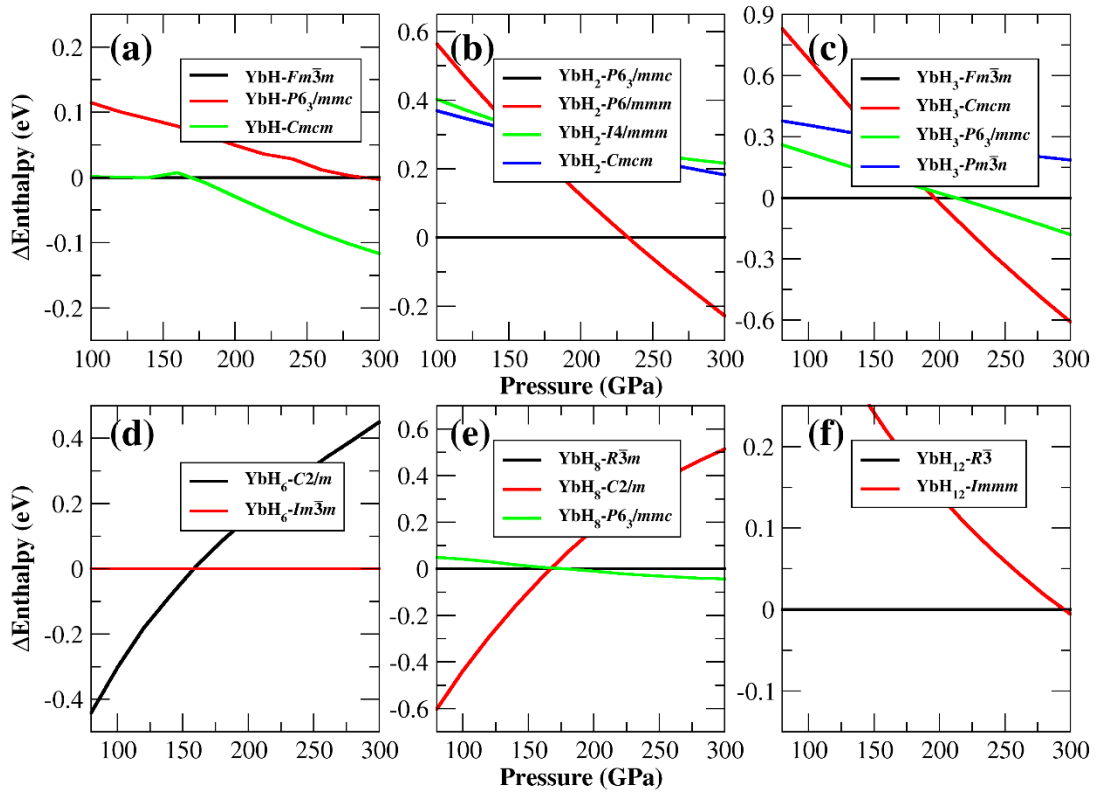 (a)
YbH-Fm3̅m
YbH-P6₃/mmc
YbH-Cmcm
0.2
0.1
0
-0.1
-0.2
100 150 200 250 300
ΔEnthalpy (eV)
(b)
YbH₂-P6₃/mmc
YbH₂-P6/mmm
YbH₂-I4/mmm
YbH₂-Cmcm
0.6
0.4
0.2
0
-0.2
100 150 200 250 300
Pressure (GPa)
(c)
YbH₃-Fm3̅m
YbH₃-Cmcm
YbH₃-P6₃/mmc
YbH₃-Pm3̅n
0.9
0.6
0.3
0
-0.3
-0.6
100 150 200 250 300
(d)
YbH₆-C2/m
YbH₆-Im3̅m
0.4
0.2
0
-0.2
-0.4
100 150 200 250 300
ΔEnthalpy (eV)
(e)
YbH₈-R3̅m
YbH₈-C2/m
YbH₈-P6₃/mmc
0.6
0.4
0.2
0
-0.2
-0.4
-0.6
100 150 200 250 300
Pressure (GPa)
(f)
YbH₁₂-R3̅
YbH₁₂-Immm
0.2
0.1
0
-0.1
100 150 200 250 300